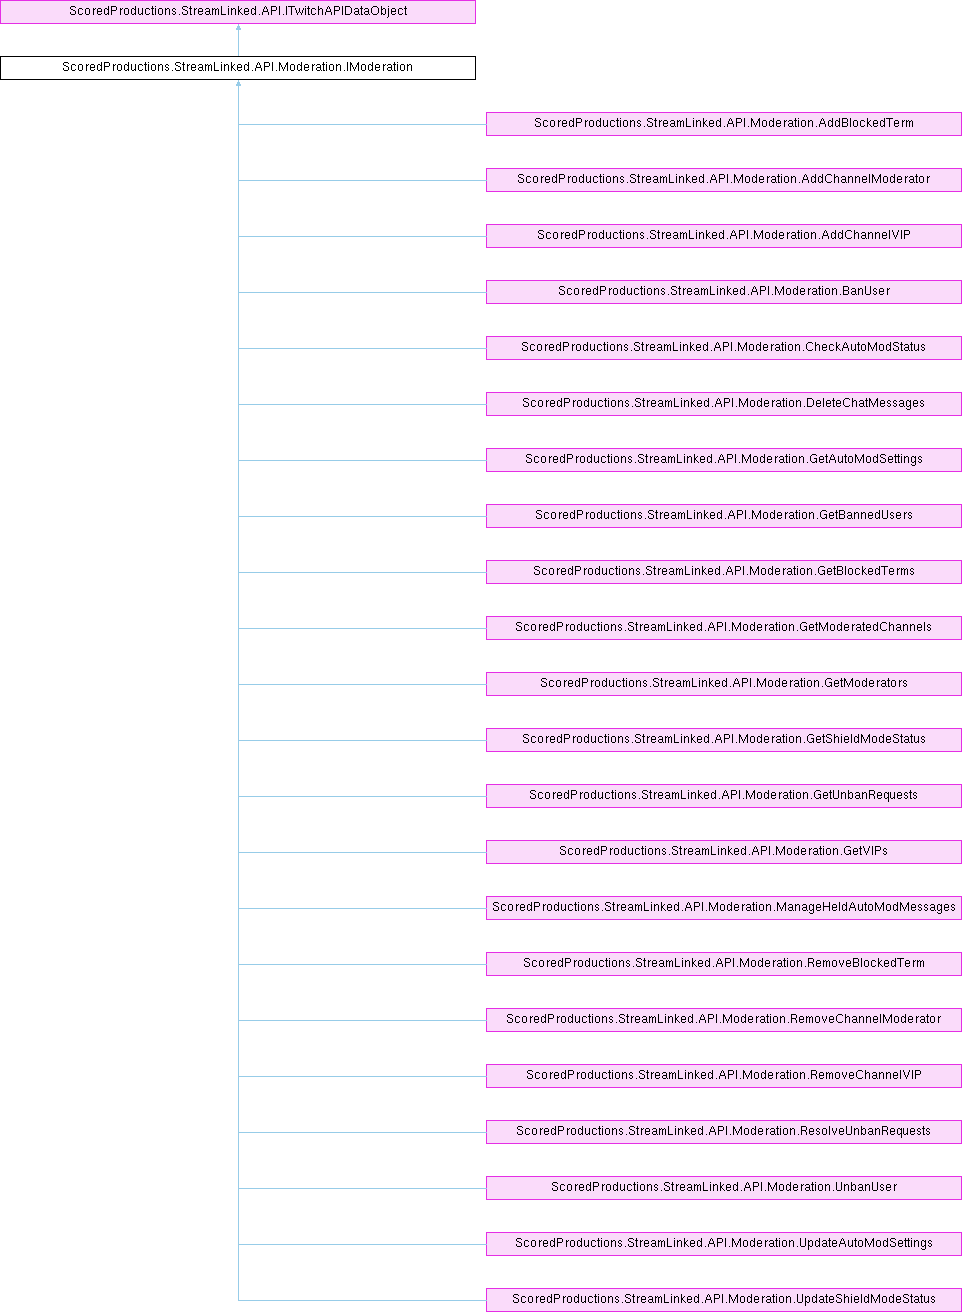 ScoredProductions.StreamLinked.API.ITwitchAPIDataObject
ScoredProductions.StreamLinked.API.Moderation.IModeration
ScoredProductions.StreamLinked.API.Moderation.AddBlockedTerm
ScoredProductions.StreamLinked.API.Moderation.AddChannelModerator
ScoredProductions.StreamLinked.API.Moderation.AddChannelVIP
ScoredProductions.StreamLinked.API.Moderation.BanUser
ScoredProductions.StreamLinked.API.Moderation.CheckAutoModStatus
ScoredProductions.StreamLinked.API.Moderation.DeleteChatMessages
ScoredProductions.StreamLinked.API.Moderation.GetAutoModSettings
ScoredProductions.StreamLinked.API.Moderation.GetBannedUsers
ScoredProductions.StreamLinked.API.Moderation.GetBlockedTerms
ScoredProductions.StreamLinked.API.Moderation.GetModeratedChannels
ScoredProductions.StreamLinked.API.Moderation.GetModerators
ScoredProductions.StreamLinked.API.Moderation.GetShieldModeStatus
ScoredProductions.StreamLinked.API.Moderation.GetUnbanRequests
ScoredProductions.StreamLinked.API.Moderation.GetVIPs
ScoredProductions.StreamLinked.API.Moderation.ManageHeldAutoModMessages
ScoredProductions.StreamLinked.API.Moderation.RemoveBlockedTerm
ScoredProductions.StreamLinked.API.Moderation.RemoveChannelModerator
ScoredProductions.StreamLinked.API.Moderation.RemoveChannelVIP
ScoredProductions.StreamLinked.API.Moderation.ResolveUnbanRequests
ScoredProductions.StreamLinked.API.Moderation.UnbanUser
ScoredProductions.StreamLinked.API.Moderation.UpdateAutoModSettings
ScoredProductions.StreamLinked.API.Moderation.UpdateShieldModeStatus